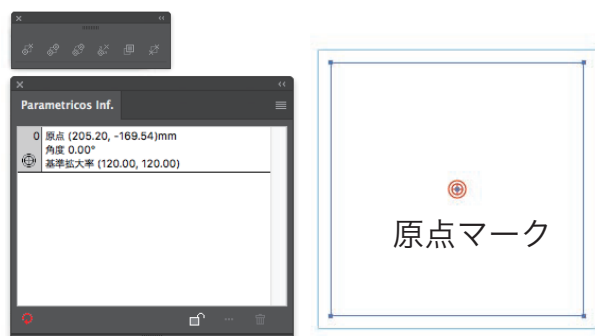 Parametricos Inf.
0 原点 (205.20, -169.54)mm
角度 0.00°
基準拡大率 (120.00, 120.00)
原点マーク